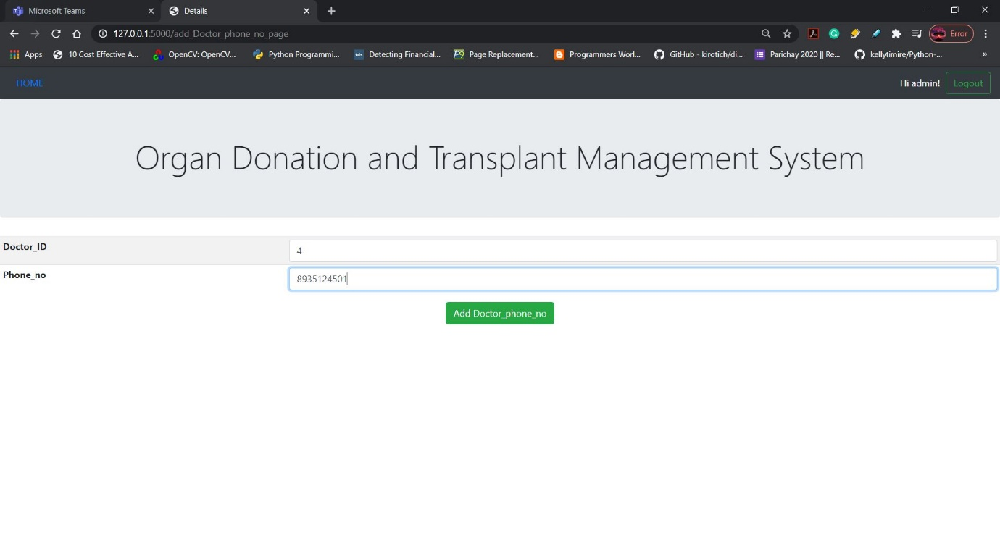 Microsoft Teams
Details
127.0.0.1:5000/add_Doctor_phone_no_page
Error
Apps
10 Cost Effective A...
OpenCV: OpenCV...
Python Programmi...
tds
Detecting Financial...
Page Replacement...
Programmers Worl...
GitHub - kirotich/di...
Parichay 2020 || Re...
kellytimire/Python-...
»
HOME
Hi admin!
Logout
Organ Donation and Transplant Management System
Doctor_ID
4
Phone_no
8935124501
Add Doctor_phone_no